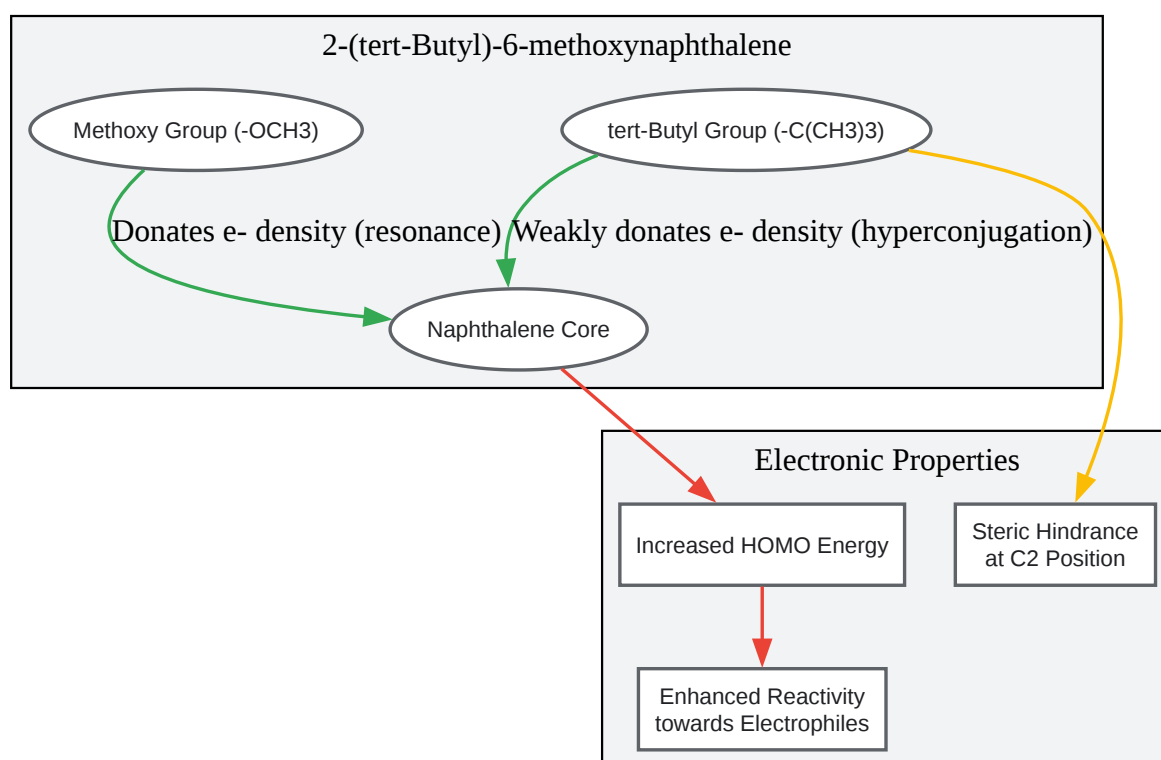 2-(tert-Butyl)-6-methoxynaphthalene
Methoxy Group (-OCH3)
tert-Butyl Group (-C(CH3)3)
Donates e- density (resonance)
Weakly donates e- density (hyperconjugation)
Naphthalene Core
Electronic Properties
Increased HOMO Energy
Steric Hindrance
at C2 Position
Enhanced Reactivity
towards Electrophiles